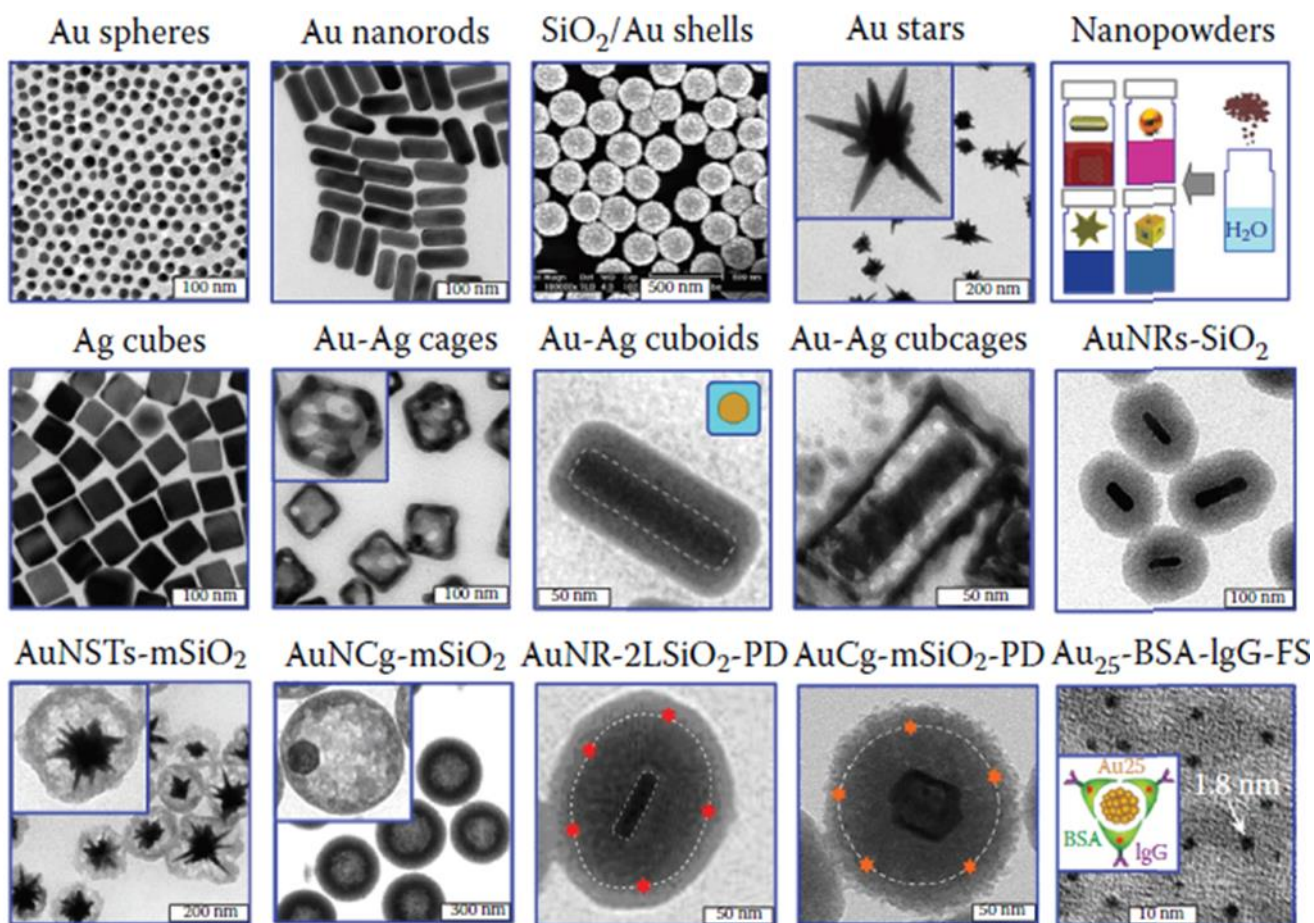 Au spheres
Au nanorods
SiO₂/Au shells
Au stars
Nanopowders
100 nm
100 nm
500 nm
200 nm
H₂O
Ag cubes
Au-Ag cages
Au-Ag cuboids
Au-Ag cubcages
AuNRs-SiO₂
100 nm
100 nm
50 nm
50 nm
100 nm
AuNSTs-mSiO₂
AuNCg-mSiO₂
AuNR-2LSiO₂-PD
AuCg-mSiO₂-PD
Au₂₅-BSA-lgG-FS
Au25
1.8 nm
BSA
lgG
200 nm
300 nm
50 nm
50 nm
10 nm